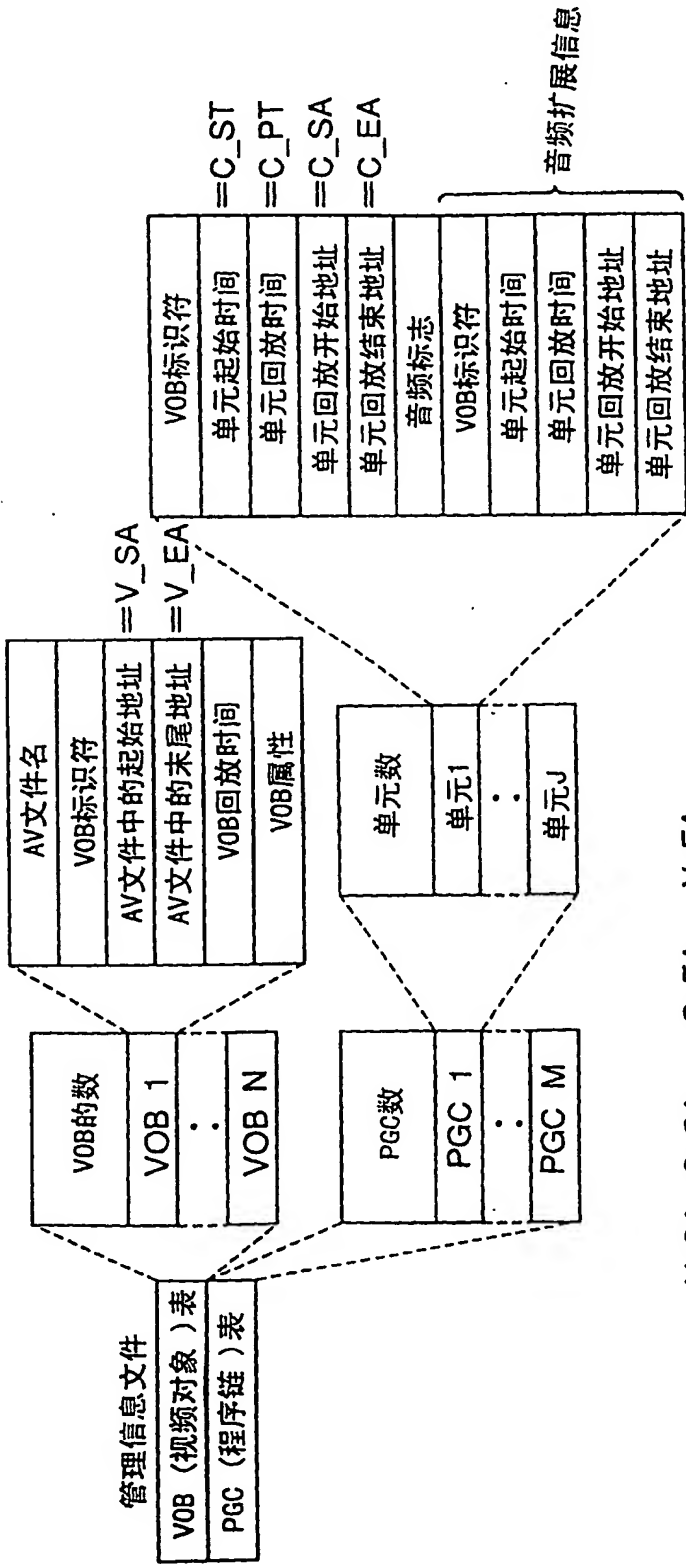 管理信息文件
VOB (视频对象) 表
PGC (程序链) 表
VOB的数
VOB 1
VOB N
AV文件名
VOB标识符
AV文件中的起始地址
=V_SA
AV文件中的末尾地址
=V_EA
VOB回放时间
VOB属性
PGC数
PGC 1
PGC M
单元数
单元1
单元J
VOB标识符
单元起始时间
=C_ST
单元回放时间
=C_PT
单元回放开始地址
=C_SA
单元回放结束地址
=C_EA
音频标志
VOB标识符
单元起始时间
单元回放时间
单元回放开始地址
单元回放结束地址
音频扩展信息